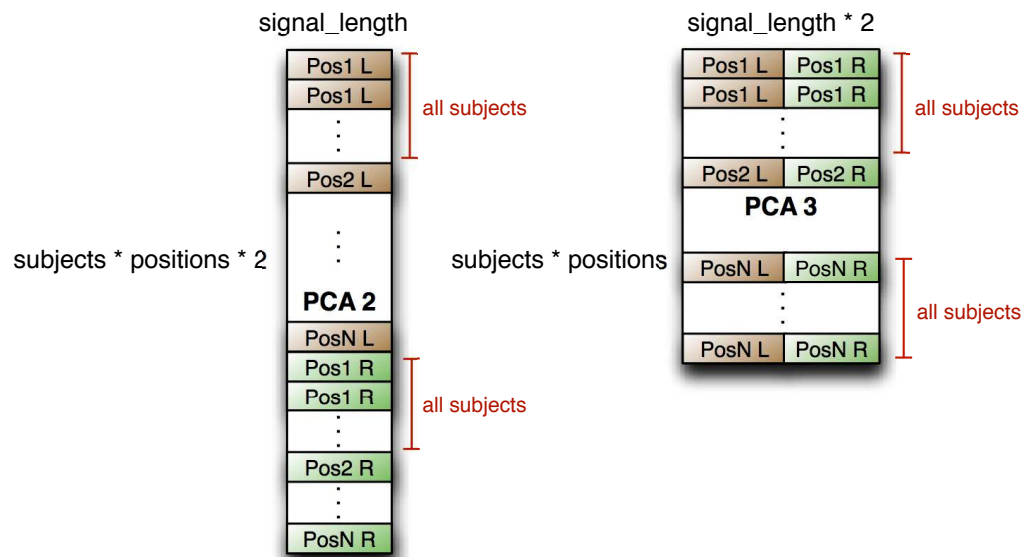 signal_length
Pos1 L
Pos1 L
all subjects
Pos2 L
subjects * positions * 2
PCA 2
PosN L
Pos1 R
Pos1 R
all subjects
Pos2 R
PosN R
signal_length * 2
Pos1 L Pos1 R
Pos1 L Pos1 R
all subjects
Pos2 L Pos2 R
PCA 3
subjects * positions
PosN L PosN R
all subjects
PosN L PosN R